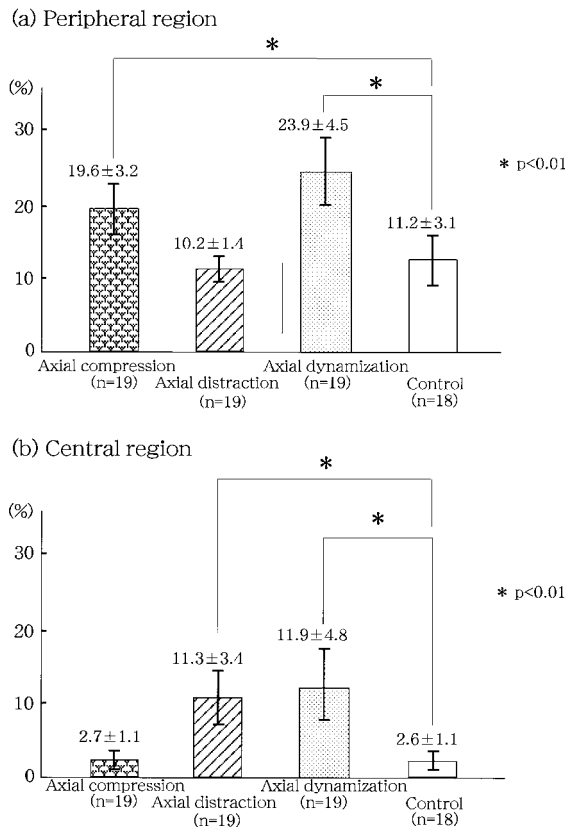 (a) Peripheral region
*
(%)
*
23.9±4.5
30
* p<0.01
19.6±3.2
20
11.2±3.1
10.2±1.4
10
0
Axial compression
(n=19)
Axial distraction
(n=19)
Axial dynamization
(n=19)
Control
(n=18)
(b) Central region
*
(%)
*
30
* p<0.01
20
11.9±4.8
11.3±3.4
10
2.7±1.1
2.6±1.1
0
Axial compression
(n=19)
Axial distraction
(n=19)
Axial dynamization
(n=19)
Control
(n=18)